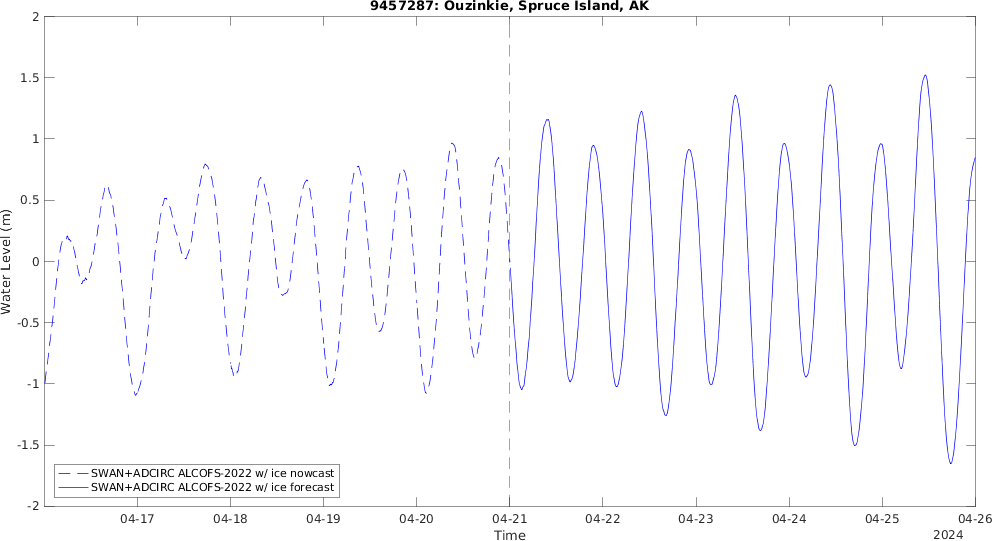 9457287: Ouzinkie, Spruce Island, AK
2
1.5
1
0.5
0
-0.5
-1
-1.5
-2
Water Level (m)
SWAN+ADCIRC ALCOFS-2022 w/ ice nowcast
SWAN+ADCIRC ALCOFS-2022 w/ ice forecast
04-17 04-18 04-19 04-20 04-21 04-22 04-23 04-24 04-25 04-26
Time
2024